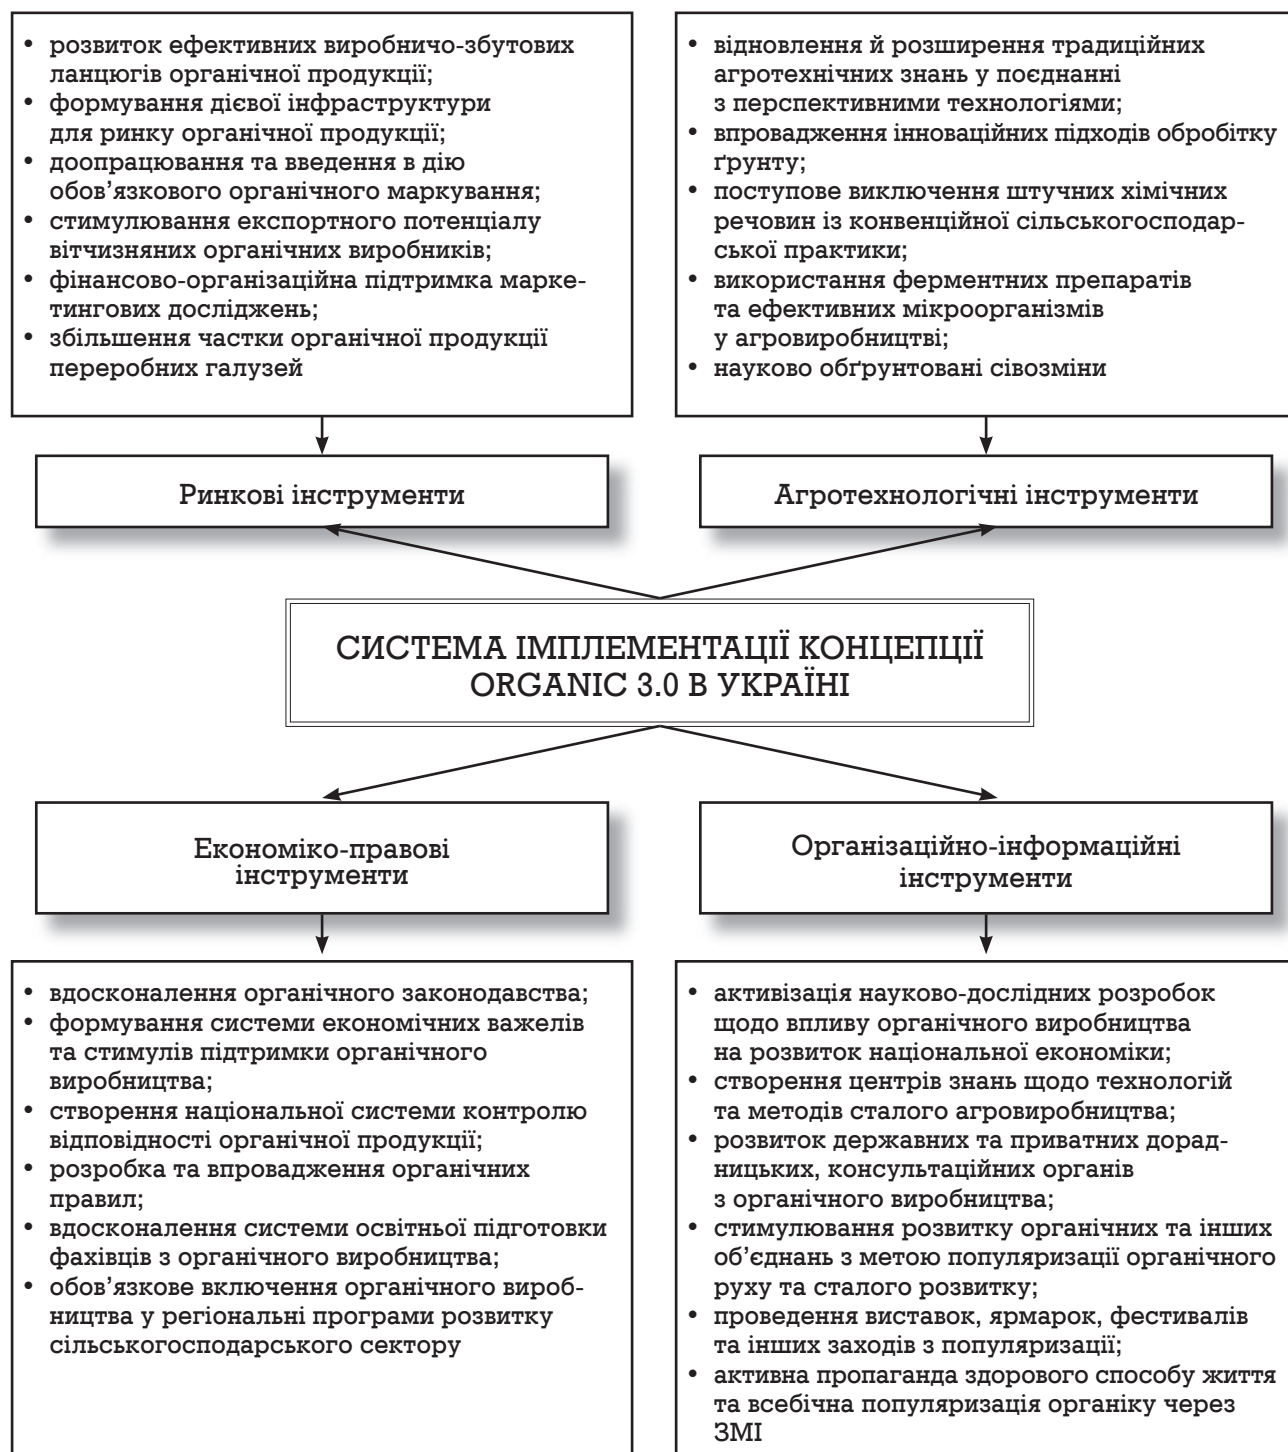 • розвиток ефективних виробничо-збутових
ланцюгів органічної продукції;
• формування дієвої інфраструктури
для ринку органічної продукції;
• доопрацювання та введення в дію
обов’язкового органічного маркування;
• стимулювання експортного потенціалу
вітчизняних органічних виробників;
• фінансово-організаційна підтримка марке-
тингових досліджень;
• збільшення частки органічної продукції
переробних галузей
• відновлення й розширення традиційних
агротехнічних знань у поєднанні
з перспективними технологіями;
• впровадження інноваційних підходів обробітку
ґрунту;
• поступове виключення штучних хімічних
речовин із конвенційної сільськогосподар-
ської практики;
• використання ферментних препаратів
та ефективних мікроорганізмів
у агровиробництві;
• науково обґрунтовані сівозміни
Ринкові інструменти
Агротехнологічні інструменти
СИСТЕМА ІМПЛЕМЕНТАЦІЇ КОНЦЕПЦІЇ
ORGANIC 3.0 В УКРАЇНІ
Економіко-правові
інструменти
Організаційно-інформаційні
інструменти
• вдосконалення органічного законодавства;
• формування системи економічних важелів
та стимулів підтримки органічного
виробництва;
• створення національної системи контролю
відповідності органічної продукції;
• розробка та впровадження органічних
правил;
• вдосконалення системи освітньої підготовки
фахівців з органічного виробництва;
• обов’язкове включення органічного вироб-
ництва у регіональні програми розвитку
сільськогосподарського сектору
• активізація науково-дослідних розробок
щодо впливу органічного виробництва
на розвиток національної економіки;
• створення центрів знань щодо технологій
та методів сталого агровиробництва;
• розвиток державних та приватних дорад-
ницьких, консультаційних органів
з органічного виробництва;
• стимулювання розвитку органічних та інших
об’єднань з метою популяризації органічного
руху та сталого розвитку;
• проведення виставок, ярмарок, фестивалів
та інших заходів з популяризації;
• активна пропаганда здорового способу життя
та всебічна популяризація органіку через
ЗМІ